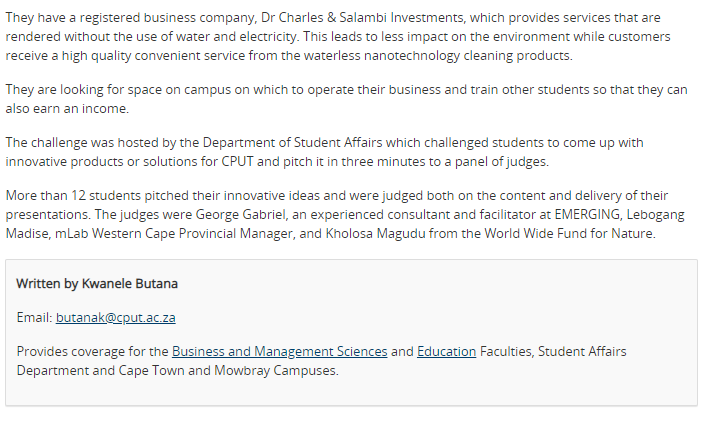 They have a registered business company, Dr Charles & Salambi Investments, which provides services that are
rendered without the use of water and electricity. This leads to less impact on the environment while customers
receive a high quality convenient service from the waterless nanotechnology cleaning products.
They are looking for space on campus on which to operate their business and train other students so that they can
also earn an income.
The challenge was hosted by the Department of Student Affairs which challenged students to come up with
innovative products or solutions for CPUT and pitch it in three minutes to a panel of judges.
More than 12 students pitched their innovative ideas and were judged both on the content and delivery of their
presentations. The judges were George Gabriel, an experienced consultant and facilitator at EMERGING, Lebogang
Madise, mLab Western Cape Provincial Manager, and Kholosa Magudu from the World Wide Fund for Nature.
Written by Kwanele Butana
Email: butanak@cput.ac.za
Provides coverage for the Business and Management Sciences and Education Faculties, Student Affairs
Department and Cape Town and Mowbray Campuses.